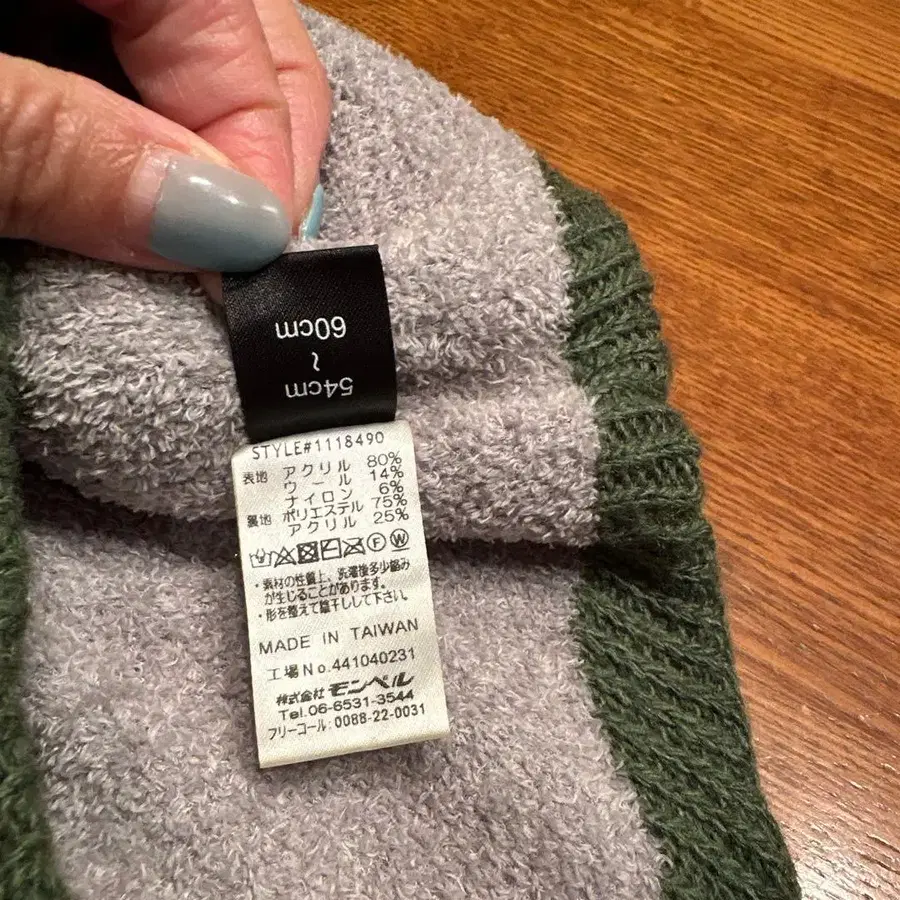 54cm
~
60cm
STYLE#1118490
表地 アクリル 80%
ウール 14%
ナイロン 6%
裏地 ポリエステル 75%
アクリル 25%
F W
・素材の性質上、洗濯後多少縮み
が生じることがあります。
・形を整えて陰干しして下さい。
MADE IN TAIWAN
工場No.441040231
株式会社 モンベル
Tel.06-6531-3544
フリーコール:0088-22-0031